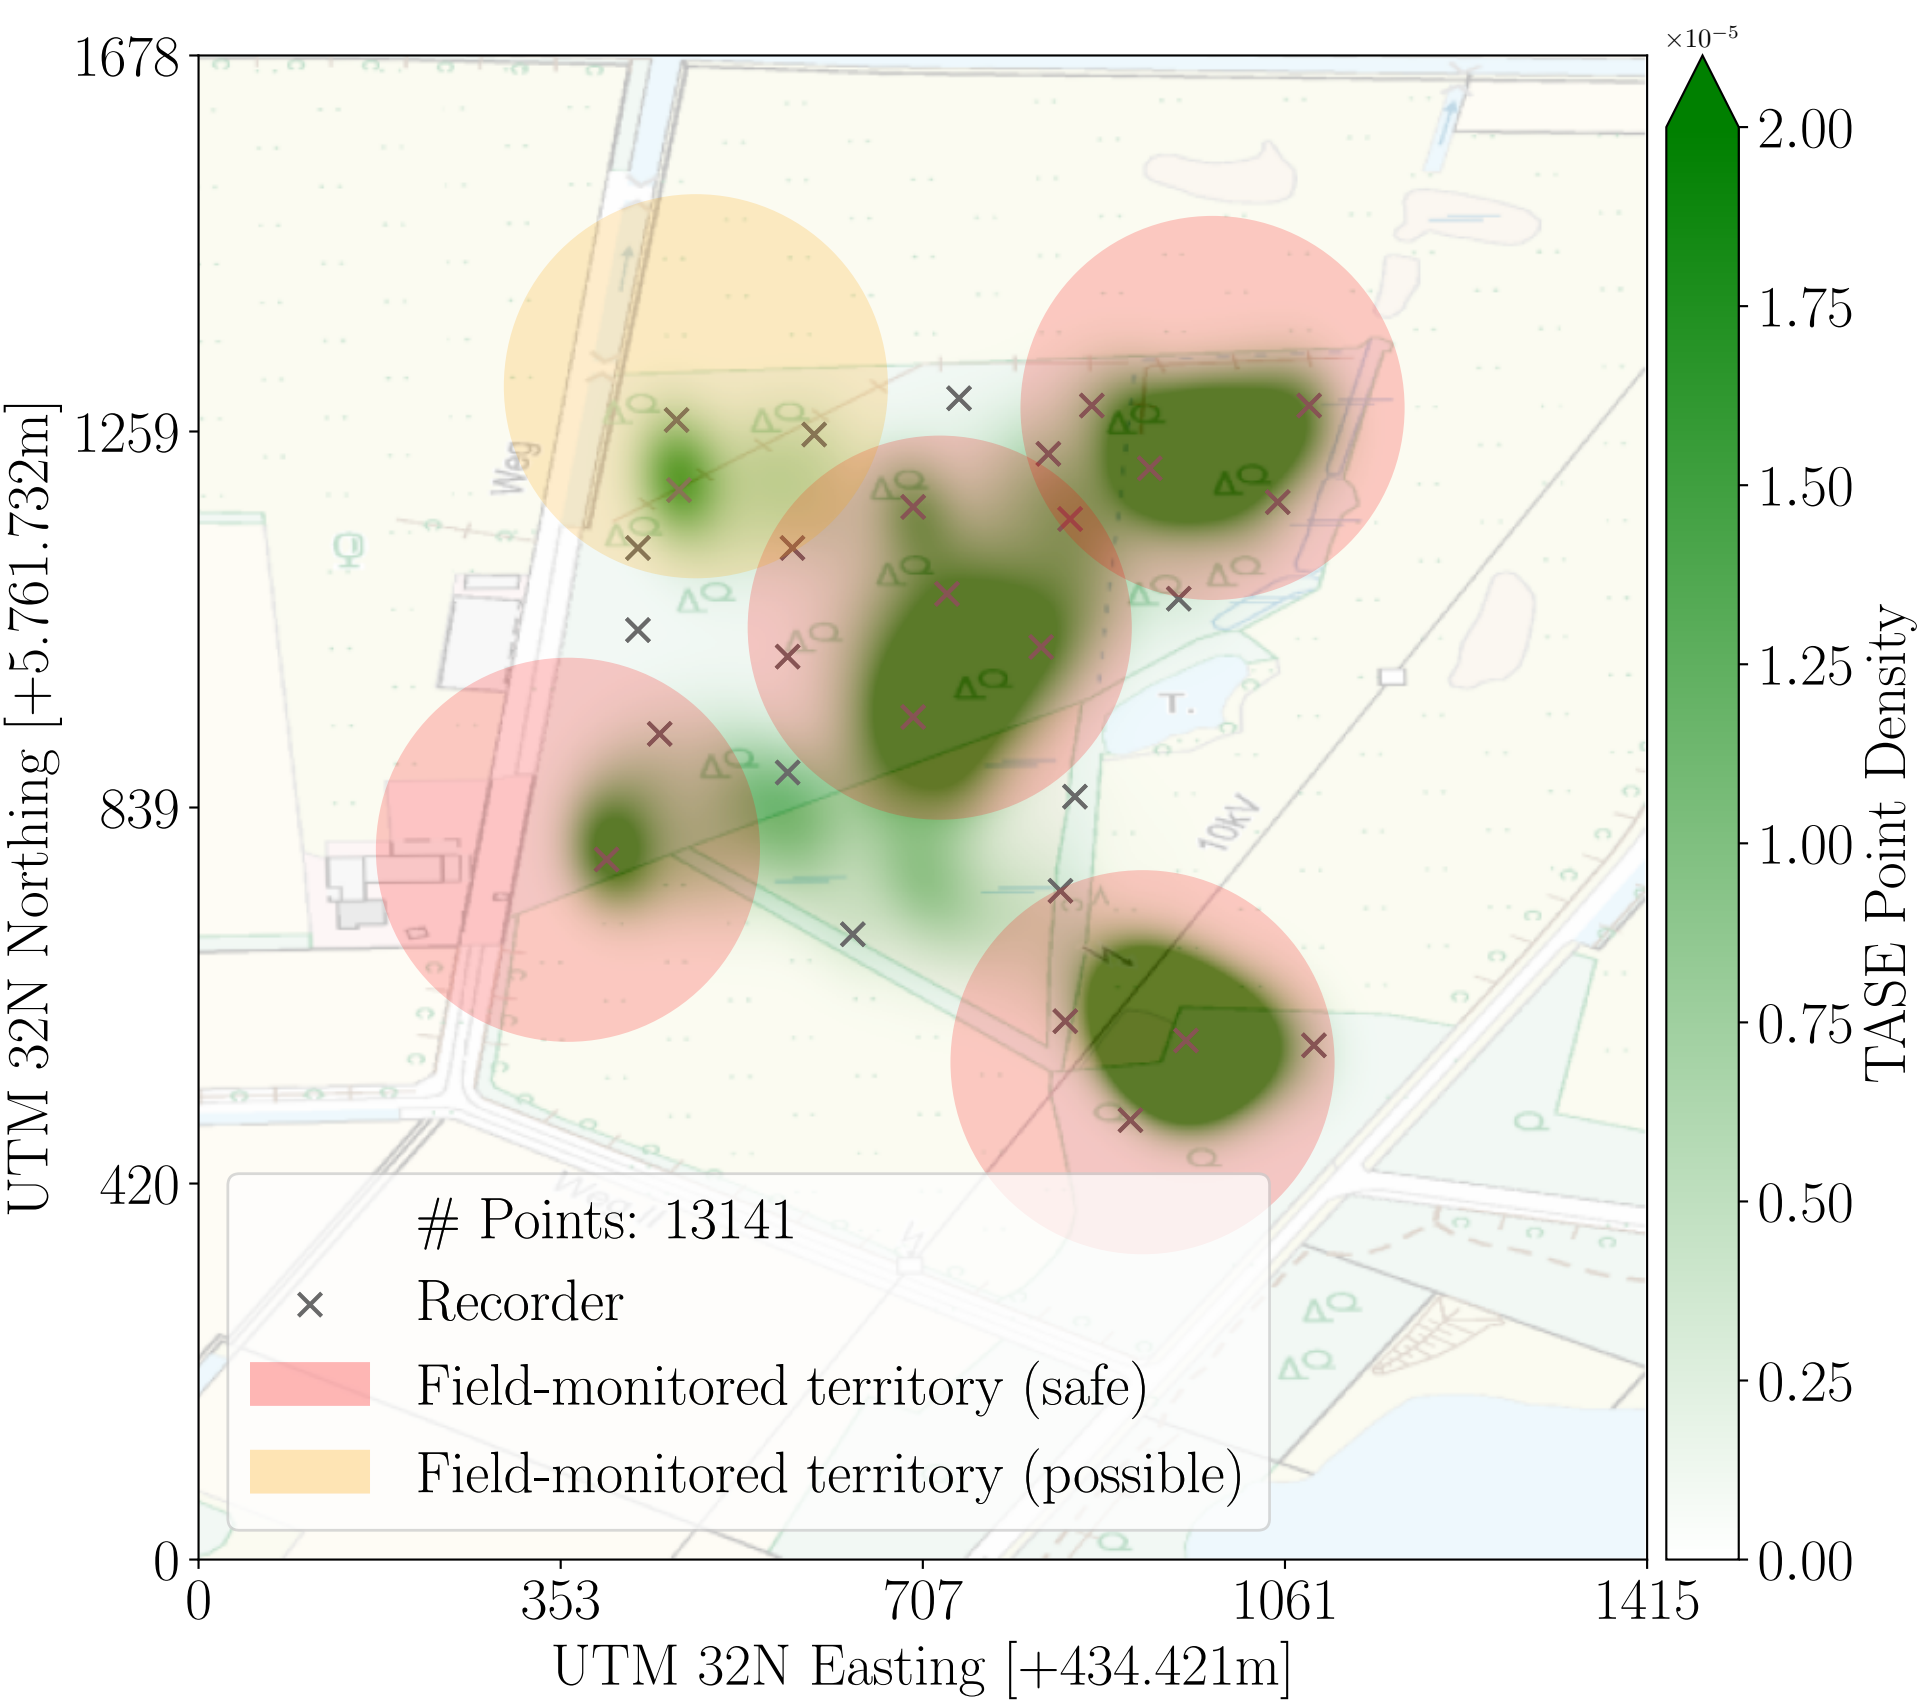 ×10⁻⁵
1678
1259
839
420
0
UTM 32N Northing [+5.761.732m]
Weg
T.
10kV
Weg
# Points: 13141
Recorder
Field-monitored territory (safe)
Field-monitored territory (possible)
0
353
707
1061
1415
UTM 32N Easting [+434.421m]
2.00
1.75
1.50
1.25
1.00
0.75
0.50
0.25
0.00
TASE Point Density